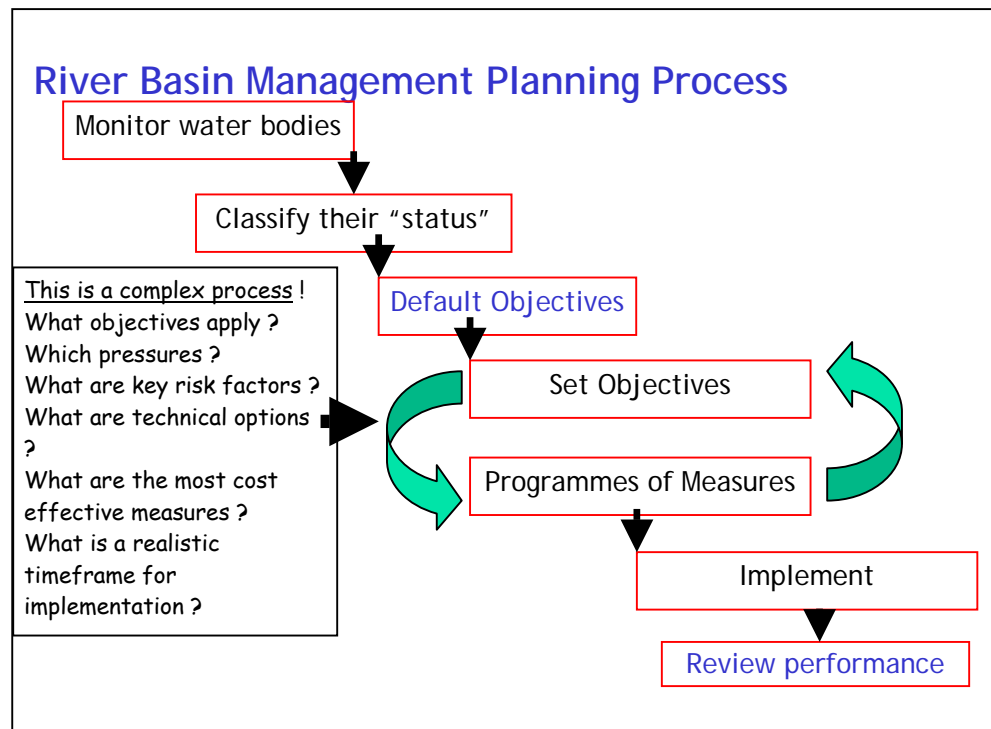 River Basin Management Planning Process
Monitor water bodies
Classify their “status”
Default Objectives
Set Objectives
Programmes of Measures
Implement
Review performance
This is a complex process !
What objectives apply ?
Which pressures ?
What are key risk factors ?
What are technical options
?
What are the most cost
effective measures ?
What is a realistic
timeframe for
implementation ?